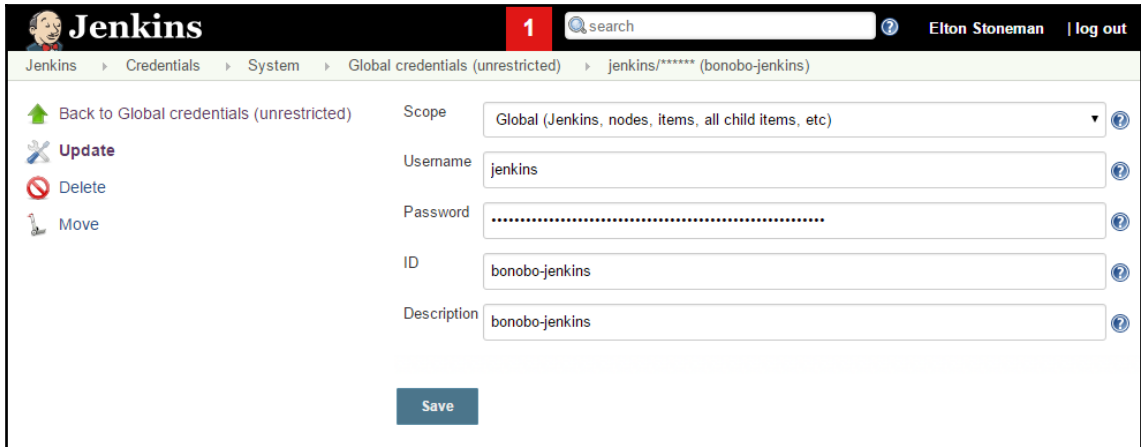 Jenkins
1
search
Elton Stoneman | log out
Jenkins Credentials System Global credentials (unrestricted) jenkins/****** (bonobo-jenkins)
Back to Global credentials (unrestricted)
Update
Delete
Move
Scope Global (Jenkins, nodes, items, all child items, etc)
Username jenkins
Password ••••••••••••••••••••••••••••••••••••••••••••••••••••••••••
ID bonobo-jenkins
Description bonobo-jenkins
Save